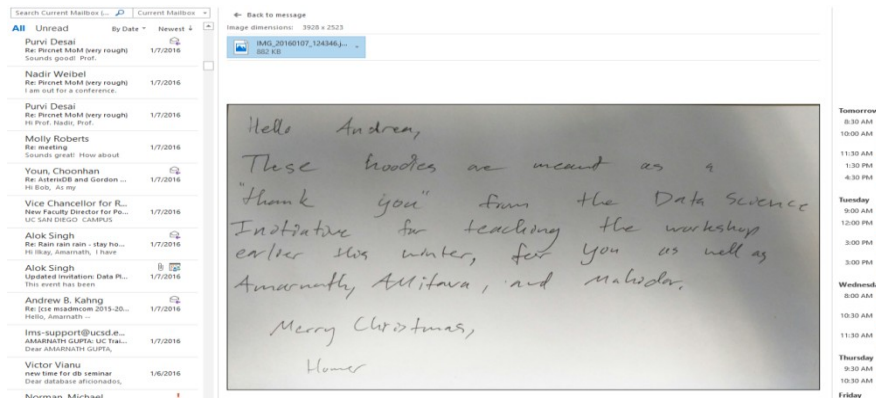 Search Current Mailbox (...
Current Mailbox
All Unread By Date Newest
Purvi Desai
Re: Pircnet MoM (very rough) 1/7/2016
Sounds good! Prof.
Nadir Weibel
Re: Pircnet MoM (very rough) 1/7/2016
I am out for a conference.
Purvi Desai
Re: Pircnet MoM (very rough) 1/7/2016
Hi Prof. Nadir, Prof.
Molly Roberts
Re: meeting 1/7/2016
Sounds great! How about
Youn, Choonhan
Re: AsterixDB and Gordon ... 1/7/2016
Hi Bob, As my
Vice Chancellor for R...
New Faculty Director for Po... 1/7/2016
UC SAN DIEGO CAMPUS
Alok Singh
Re: Rain rain rain - stay ho... 1/7/2016
Hi Ilkay, Amarnath, I have
Alok Singh
Updated invitation: Data Pl... 1/7/2016
This event has been
Andrew B. Kahng
Re: [cse msadmcom 2015-20... 1/7/2016
Hello, Amarnath --
lms-support@ucsd.e...
AMARNATH GUPTA: UC Trai... 1/7/2016
Dear AMARNATH GUPTA,
Victor Vianu
new time for db seminar 1/6/2016
Dear database aficionados,
Norman, Michael
Back to message
Image dimensions: 3928 x 2523
IMG_20160107_124346.j...
662 KB
Hello Andrea,
These hoodies are meant as a
"thank you" from the Data Science
Initiative for teaching the workshop
earlier this winter, for you as well as
Amarnath, Amitava, and Mahidar.
Merry Christmas,
Homer
Tomorrow
8:30 AM
10:00 AM
11:30 AM
1:30 PM
4:30 PM
Tuesday
9:00 AM
12:00 PM
3:00 PM
3:00 PM
Wednesda
8:00 AM
10:30 AM
11:30 AM
Thursday
9:30 AM
10:30 AM
Friday